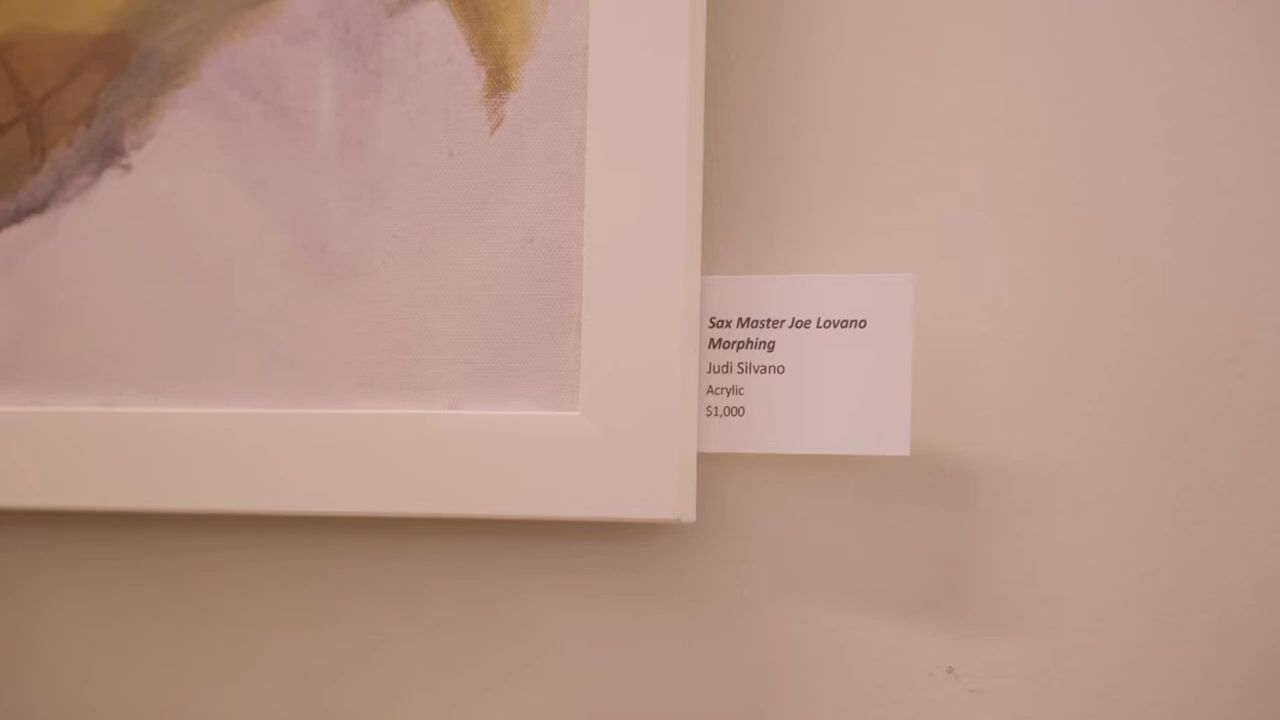 Sax Master Joe Lovano
Morphing
Judi Silvano
Acrylic
$1,000